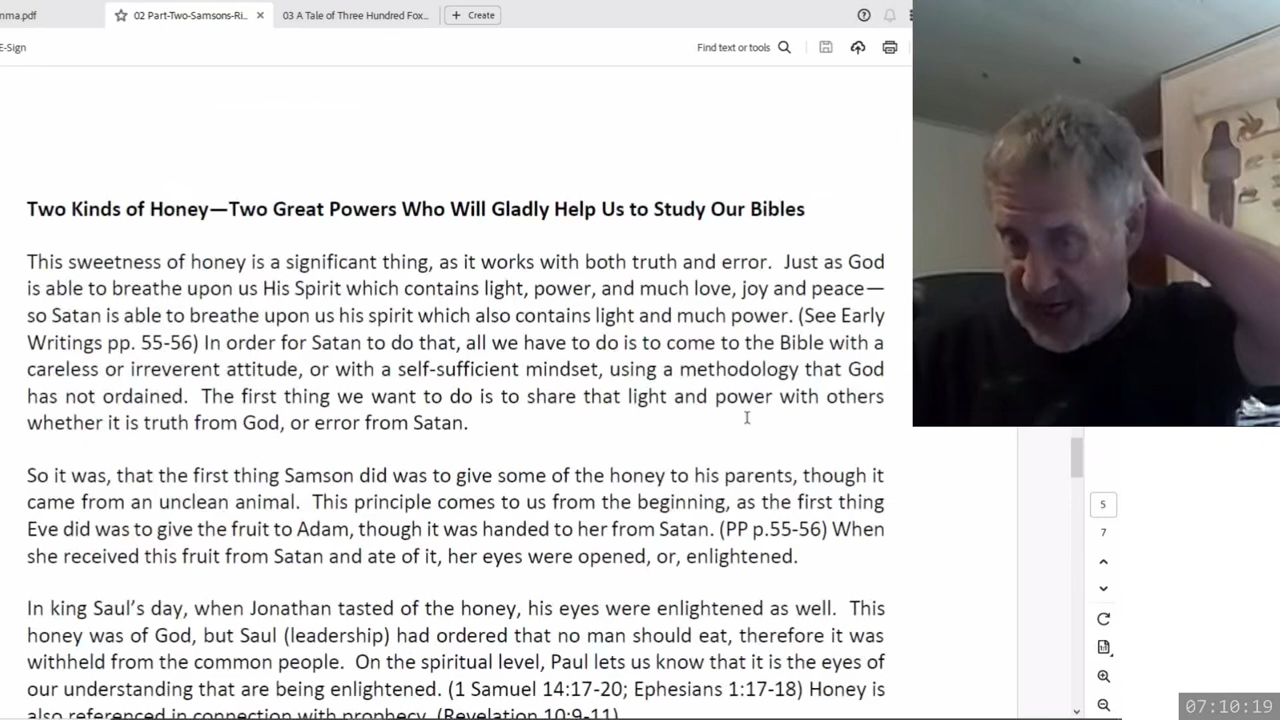 mma.pdf
02 Part-Two-Samsons-Ri...
03 A Tale of Three Hundred Fox...
Create
E-Sign
Find text or tools
Two Kinds of Honey—Two Great Powers Who Will Gladly Help Us to Study Our Bibles
This sweetness of honey is a significant thing, as it works with both truth and error.  Just as God
is able to breathe upon us His Spirit which contains light, power, and much love, joy and peace—
so Satan is able to breathe upon us his spirit which also contains light and much power. (See Early
Writings pp. 55-56) In order for Satan to do that, all we have to do is to come to the Bible with a
careless or irreverent attitude, or with a self-sufficient mindset, using a methodology that God
has not ordained.  The first thing we want to do is to share that light and power with others
whether it is truth from God, or error from Satan.
So it was, that the first thing Samson did was to give some of the honey to his parents, though it
came from an unclean animal.  This principle comes to us from the beginning, as the first thing
Eve did was to give the fruit to Adam, though it was handed to her from Satan. (PP p.55-56) When
she received this fruit from Satan and ate of it, her eyes were opened, or, enlightened.
In king Saul's day, when Jonathan tasted of the honey, his eyes were enlightened as well.  This
honey was of God, but Saul (leadership) had ordered that no man should eat, therefore it was
withheld from the common people.  On the spiritual level, Paul lets us know that it is the eyes of
our understanding that are being enlightened. (1 Samuel 14:17-20; Ephesians 1:17-18) Honey is
also referenced in connection with prophecy. (Revelation 10:9-11)
5
7
07:10:19